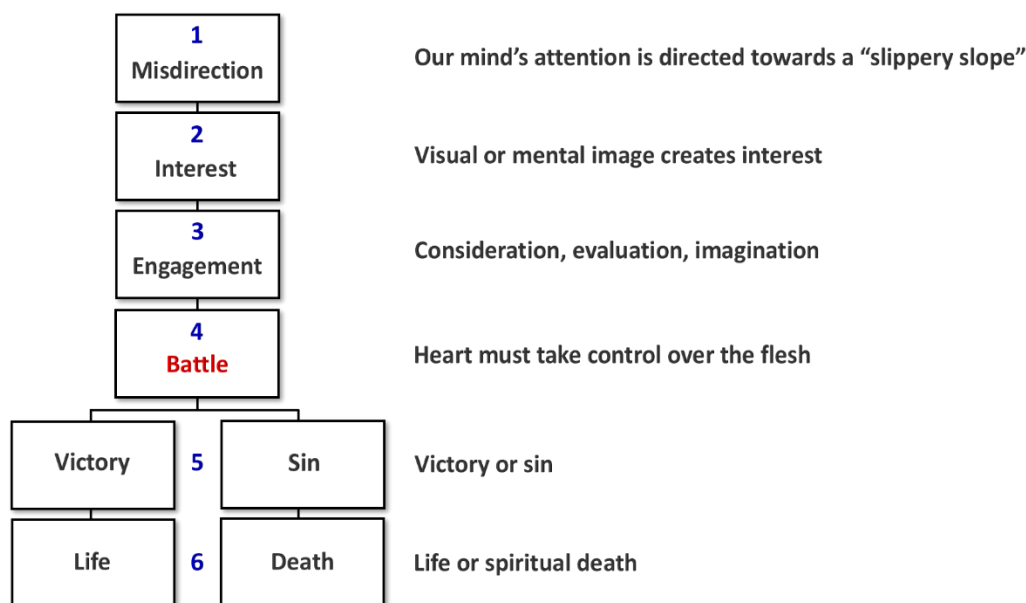 1
Misdirection
Our mind’s attention is directed towards a “slippery slope”
2
Interest
Visual or mental image creates interest
3
Engagement
Consideration, evaluation, imagination
4
Battle
Heart must take control over the flesh
Victory 5 Sin
Victory or sin
Life 6 Death
Life or spiritual death